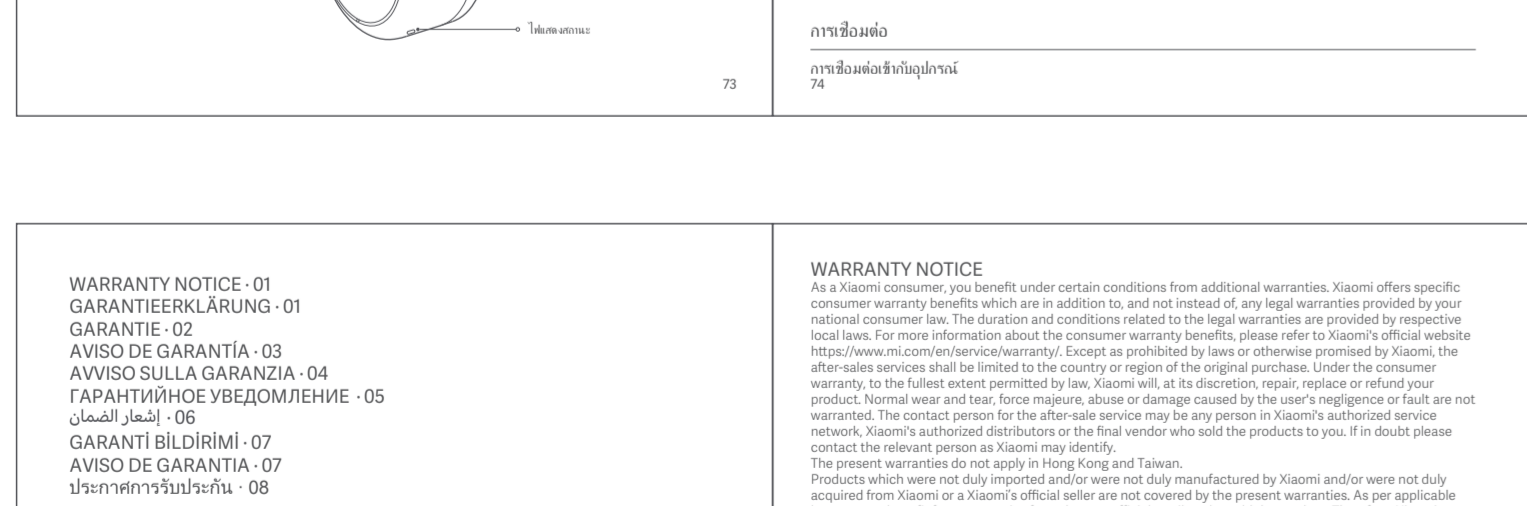 ไฟแสดงสถานะ
73
การเชื่อมต่อ
การเชื่อมต่อเข้ากับอุปกรณ์
74
WARRANTY NOTICE · 01
GARANTIEERKLÄRUNG · 01
GARANTIE · 02
AVISO DE GARANTÍA · 03
AVVISO SULLA GARANZIA · 04
ГАРАНТИЙНОЕ УВЕДОМЛЕНИЕ · 05
إشعار الضمان · 06
GARANTİ BİLDİRİMİ · 07
AVISO DE GARANTIA · 07
ประกาศการรับประกัน · 08
WARRANTY NOTICE
As a Xiaomi consumer, you benefit under certain conditions from additional warranties. Xiaomi offers specific
consumer warranty benefits which are in addition to, and not instead of, any legal warranties provided by your
national consumer law. The duration and conditions related to the legal warranties are provided by respective
local laws. For more information about the consumer warranty benefits, please refer to Xiaomi's official website
https://www.mi.com/en/service/warranty/. Except as prohibited by laws or otherwise promised by Xiaomi, the
after-sales services shall be limited to the country or region of the original purchase. Under the consumer
warranty, to the fullest extent permitted by law, Xiaomi will, at its discretion, repair, replace or refund your
product. Normal wear and tear, force majeure, abuse or damage caused by the user's negligence or fault are not
warranted. The contact person for the after-sale service may be any person in Xiaomi's authorized service
network, Xiaomi's authorized distributors or the final vendor who sold the products to you. If in doubt please
contact the relevant person as Xiaomi may identify.
The present warranties do not apply in Hong Kong and Taiwan.
Products which were not duly imported and/or were not duly manufactured by Xiaomi and/or were not duly
acquired from Xiaomi or a Xiaomi's official seller are not covered by the present warranties. As per applicable